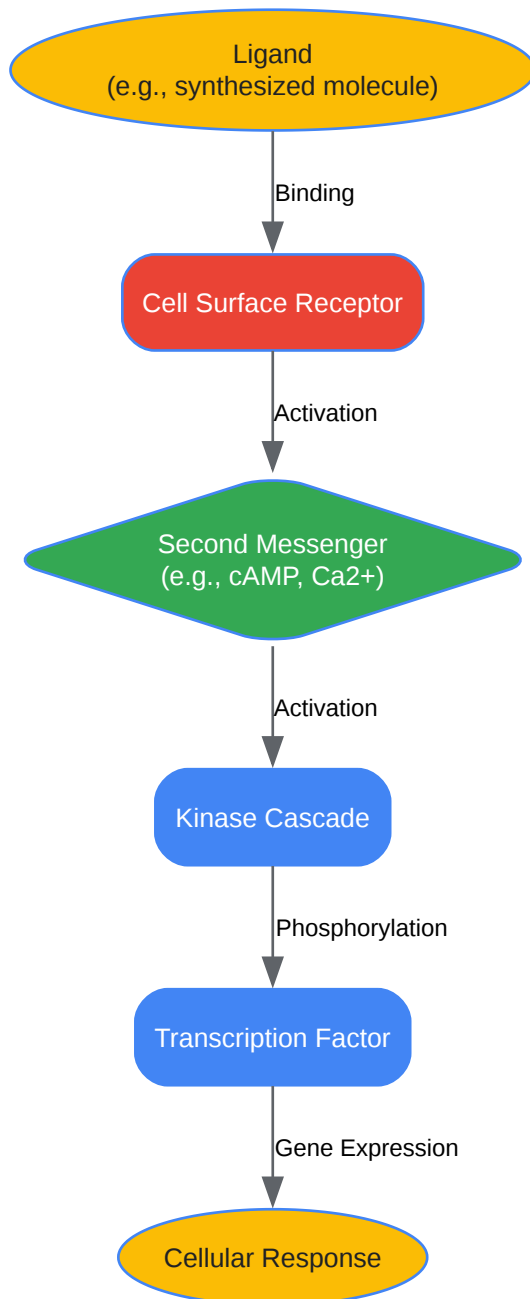 Ligand
(e.g., synthesized molecule)
Binding
Cell Surface Receptor
Activation
Second Messenger
(e.g., cAMP, Ca2+)
Activation
Kinase Cascade
Phosphorylation
Transcription Factor
Gene Expression
Cellular Response